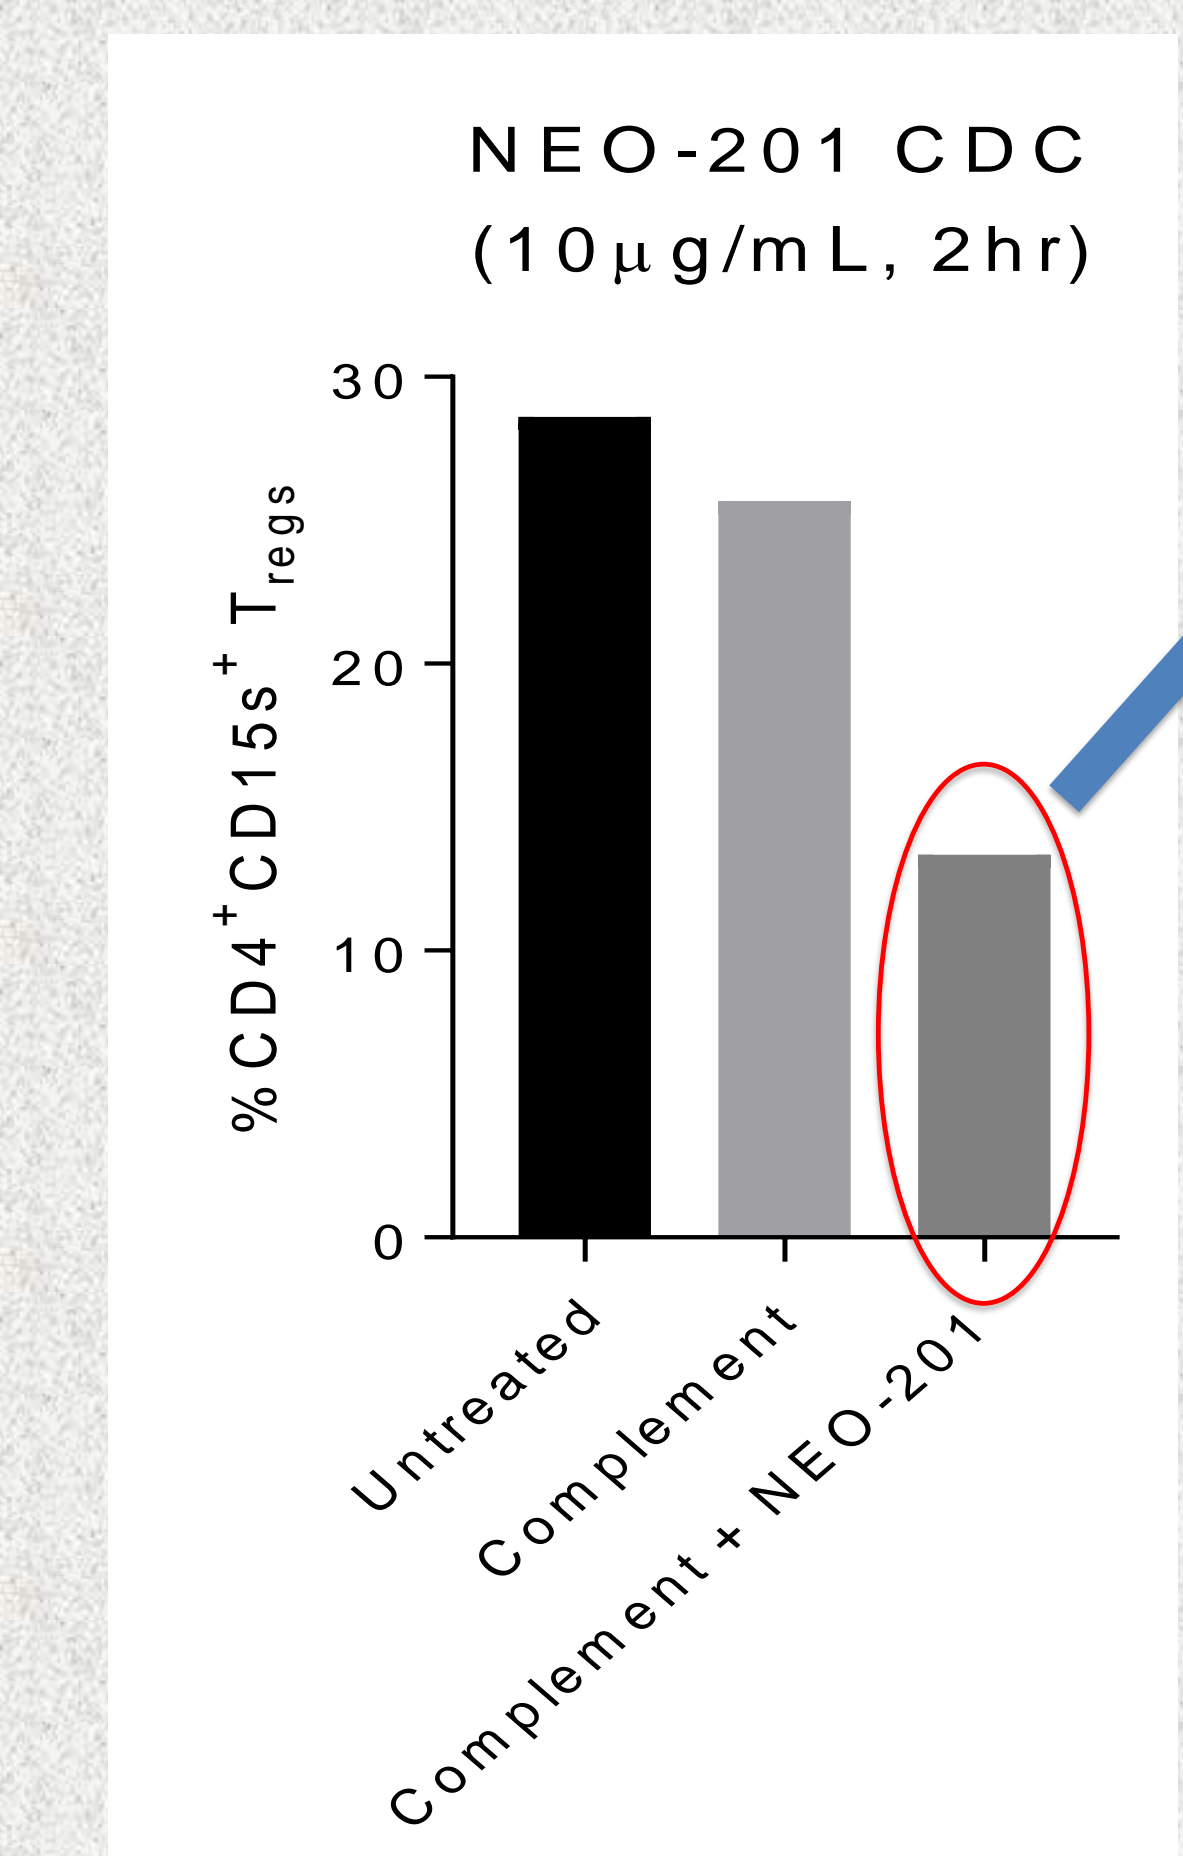 NEO-201 CDC
(10μg/mL, 2hr)
%CD4+CD15s+ Tregs
30
20
10
0
Untreated
Complement
Complement + NEO-201